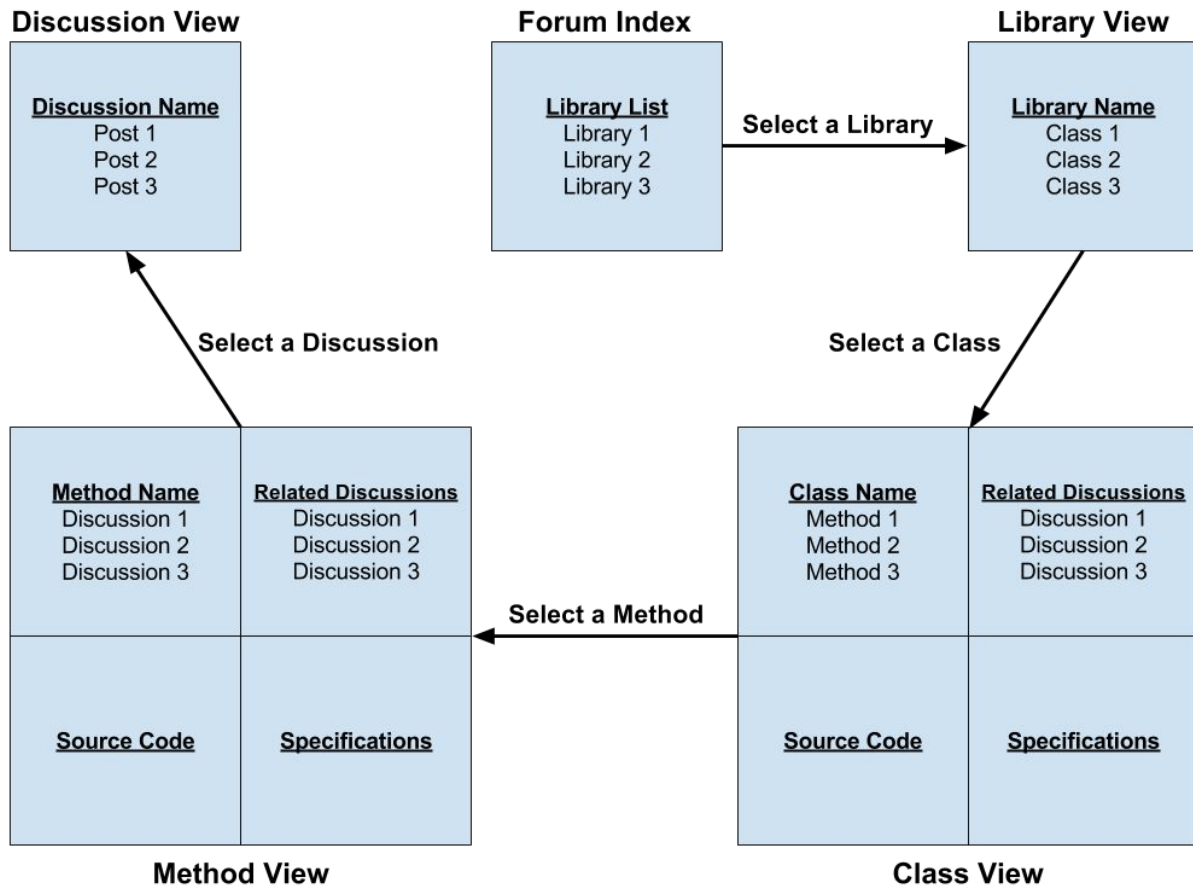 Discussion View
Forum Index
Library View
Discussion Name
Post 1
Post 2
Post 3
Library List
Library 1
Library 2
Library 3
Select a Library
Library Name
Class 1
Class 2
Class 3
Select a Discussion
Select a Class
Method Name
Discussion 1
Discussion 2
Discussion 3
Related Discussions
Discussion 1
Discussion 2
Discussion 3
Select a Method
Class Name
Method 1
Method 2
Method 3
Related Discussions
Discussion 1
Discussion 2
Discussion 3
Source Code
Specifications
Source Code
Specifications
Method View
Class View